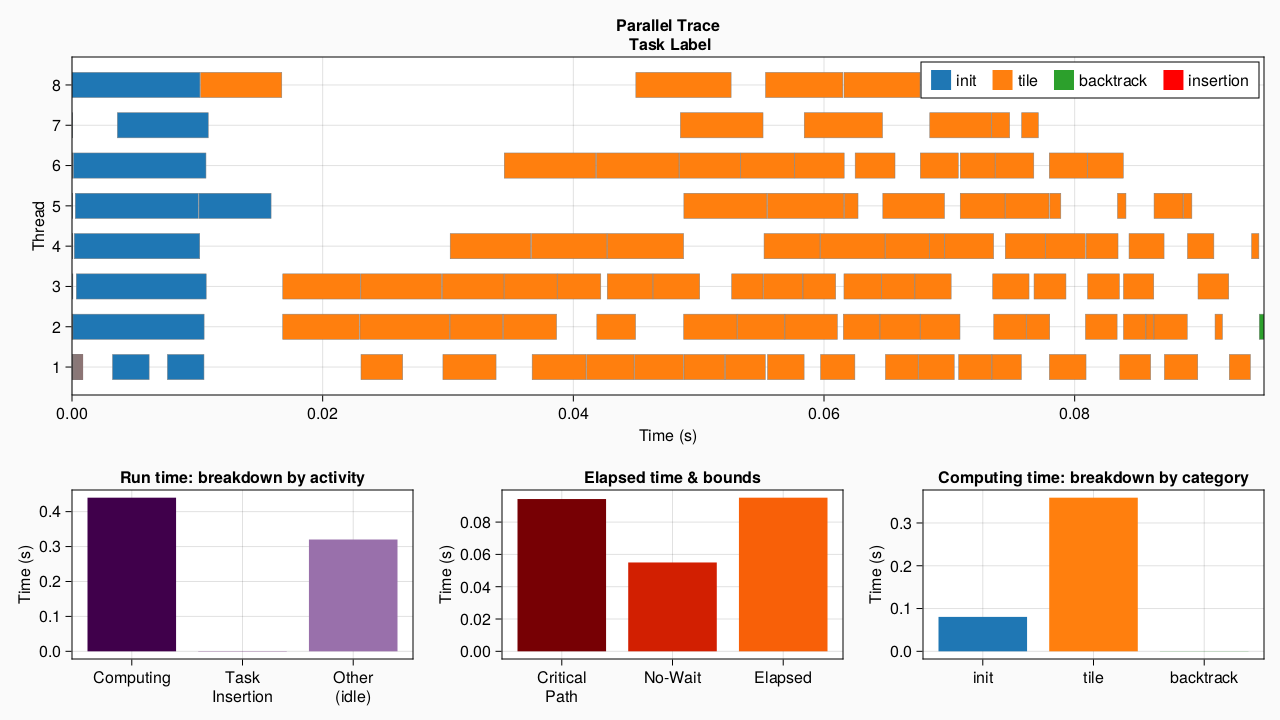 Parallel Trace
Task Label
init tile backtrack insertion
Thread
8
7
6
5
4
3
2
1
0.00 0.02 0.04 0.06 0.08
Time (s)
Run time: breakdown by activity
Time (s)
0.4
0.3
0.2
0.1
0.0
Computing Task Insertion Other (idle)
Elapsed time & bounds
Time (s)
0.08
0.06
0.04
0.02
0.00
Critical Path No-Wait Elapsed
Computing time: breakdown by category
Time (s)
0.3
0.2
0.1
0.0
init tile backtrack